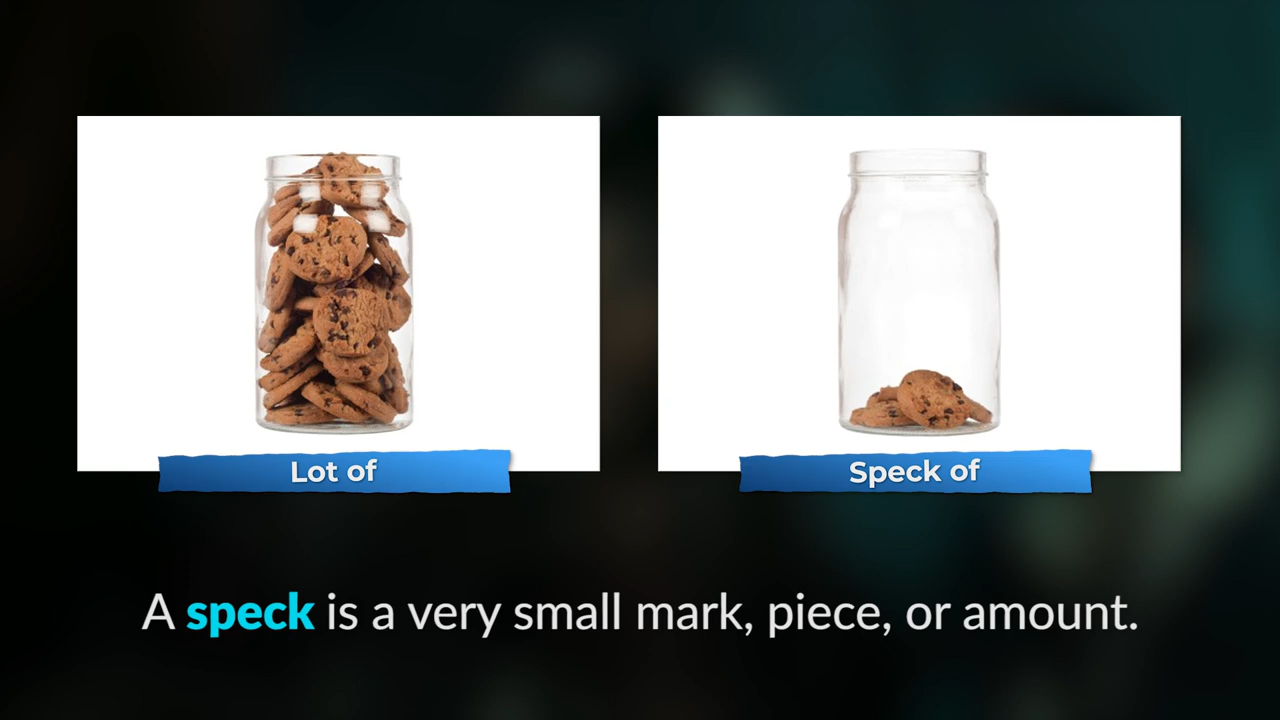 Lot of
Speck of
A speck is a very small mark, piece, or amount.